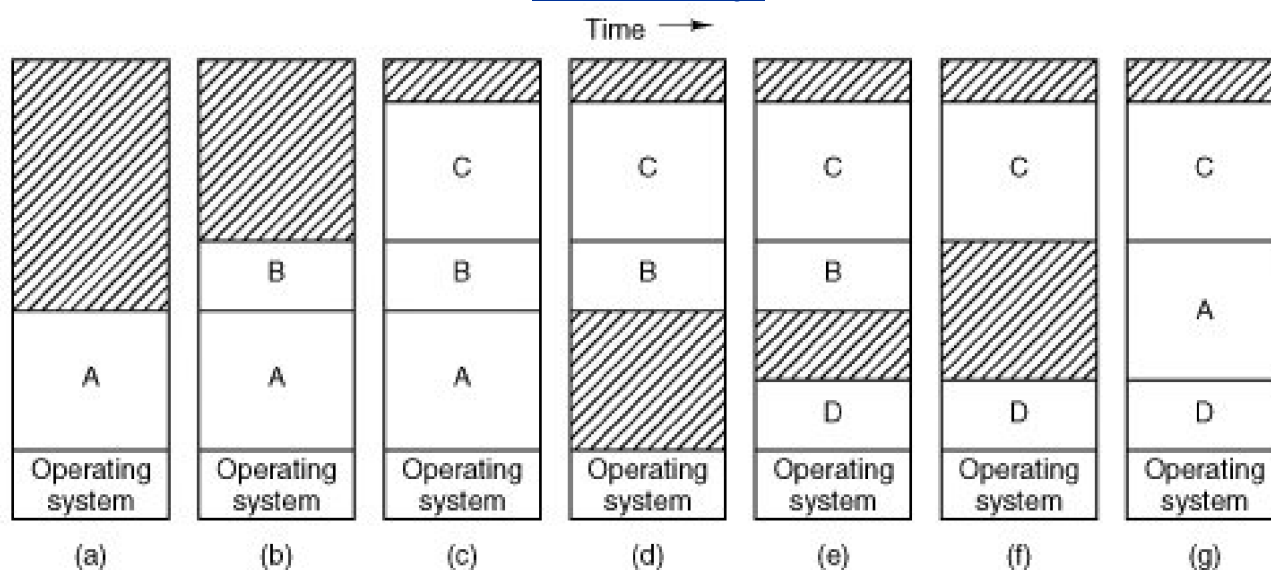 Time
C
C
C
C
C
B
B
B
B
A
A
A
A
D
D
D
Operating
system
Operating
system
Operating
system
Operating
system
Operating
system
Operating
system
Operating
system
(a)
(b)
(c)
(d)
(e)
(f)
(g)